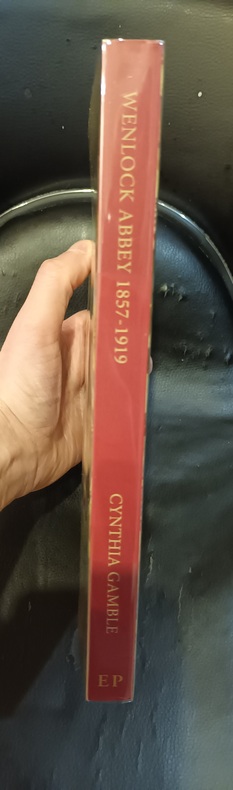 WENLOCK ABBEY 1857-1919
CYNTHIA GAMBLE
EP